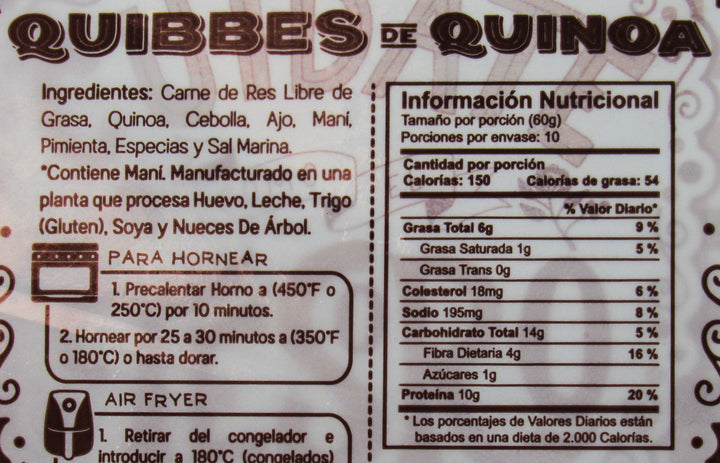 QUIBBES DE QUINOA
Ingredientes: Carne de Res Libre de
Grasa, Quinoa, Cebolla, Ajo, Maní,
Pimienta, Especias y Sal Marina.
*Contiene Maní. Manufacturado en una
planta que procesa Huevo, Leche, Trigo
(Gluten), Soya y Nueces De Árbol.
PARA HORNEAR
1. Precalentar Horno a (450°F o
250°C) por 10 minutos.
2. Hornear por 25 a 30 minutos a (350°F
o 180°C) o hasta dorar.
AIR FRYER
1. Retirar del congelador e
introducir a 180°C (congelados)
Información Nutricional
Tamaño por porción (60g)
Porciones por envase: 10
Cantidad por porción
Calorías: 150 Calorías de grasa: 54
% Valor Diario*
Grasa Total 6g 9 %
Grasa Saturada 1g 5 %
Grasa Trans 0g
Colesterol 18mg 6 %
Sodio 195mg 8 %
Carbohidrato Total 14g 5 %
Fibra Dietaria 4g 16 %
Azúcares 1g
Proteína 10g 20 %
* Los porcentajes de Valores Diarios están
basados en una dieta de 2.000 Calorías.